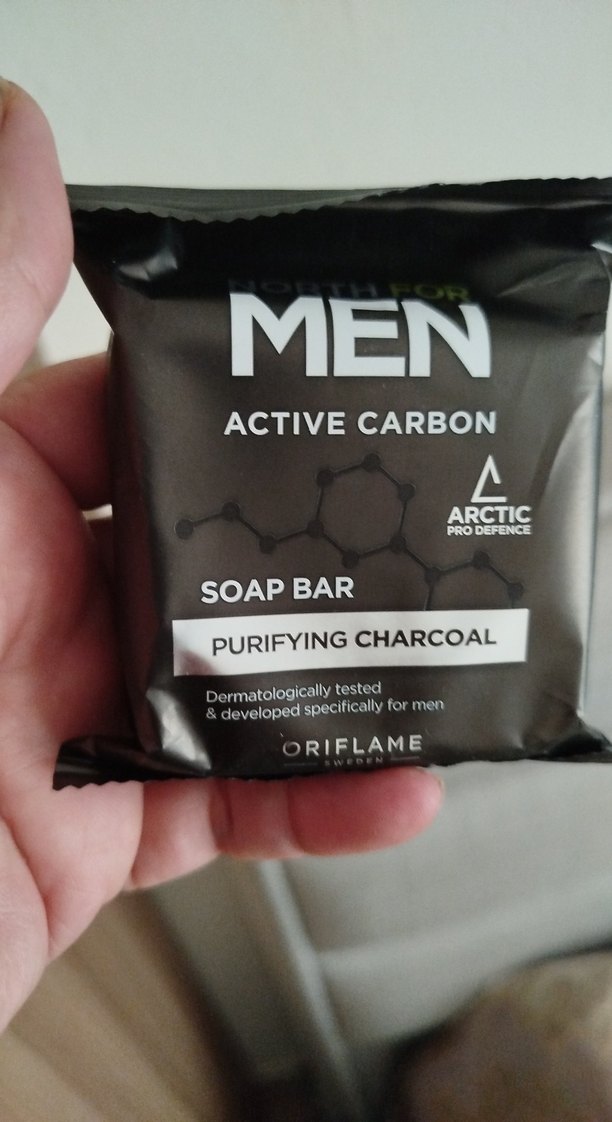 NORTH FOR
MEN
ACTIVE CARBON
ARCTIC
PRO DEFENCE
SOAP BAR
PURIFYING CHARCOAL
Dermatologically tested
& developed specifically for men
ORIFLAME
SWEDEN